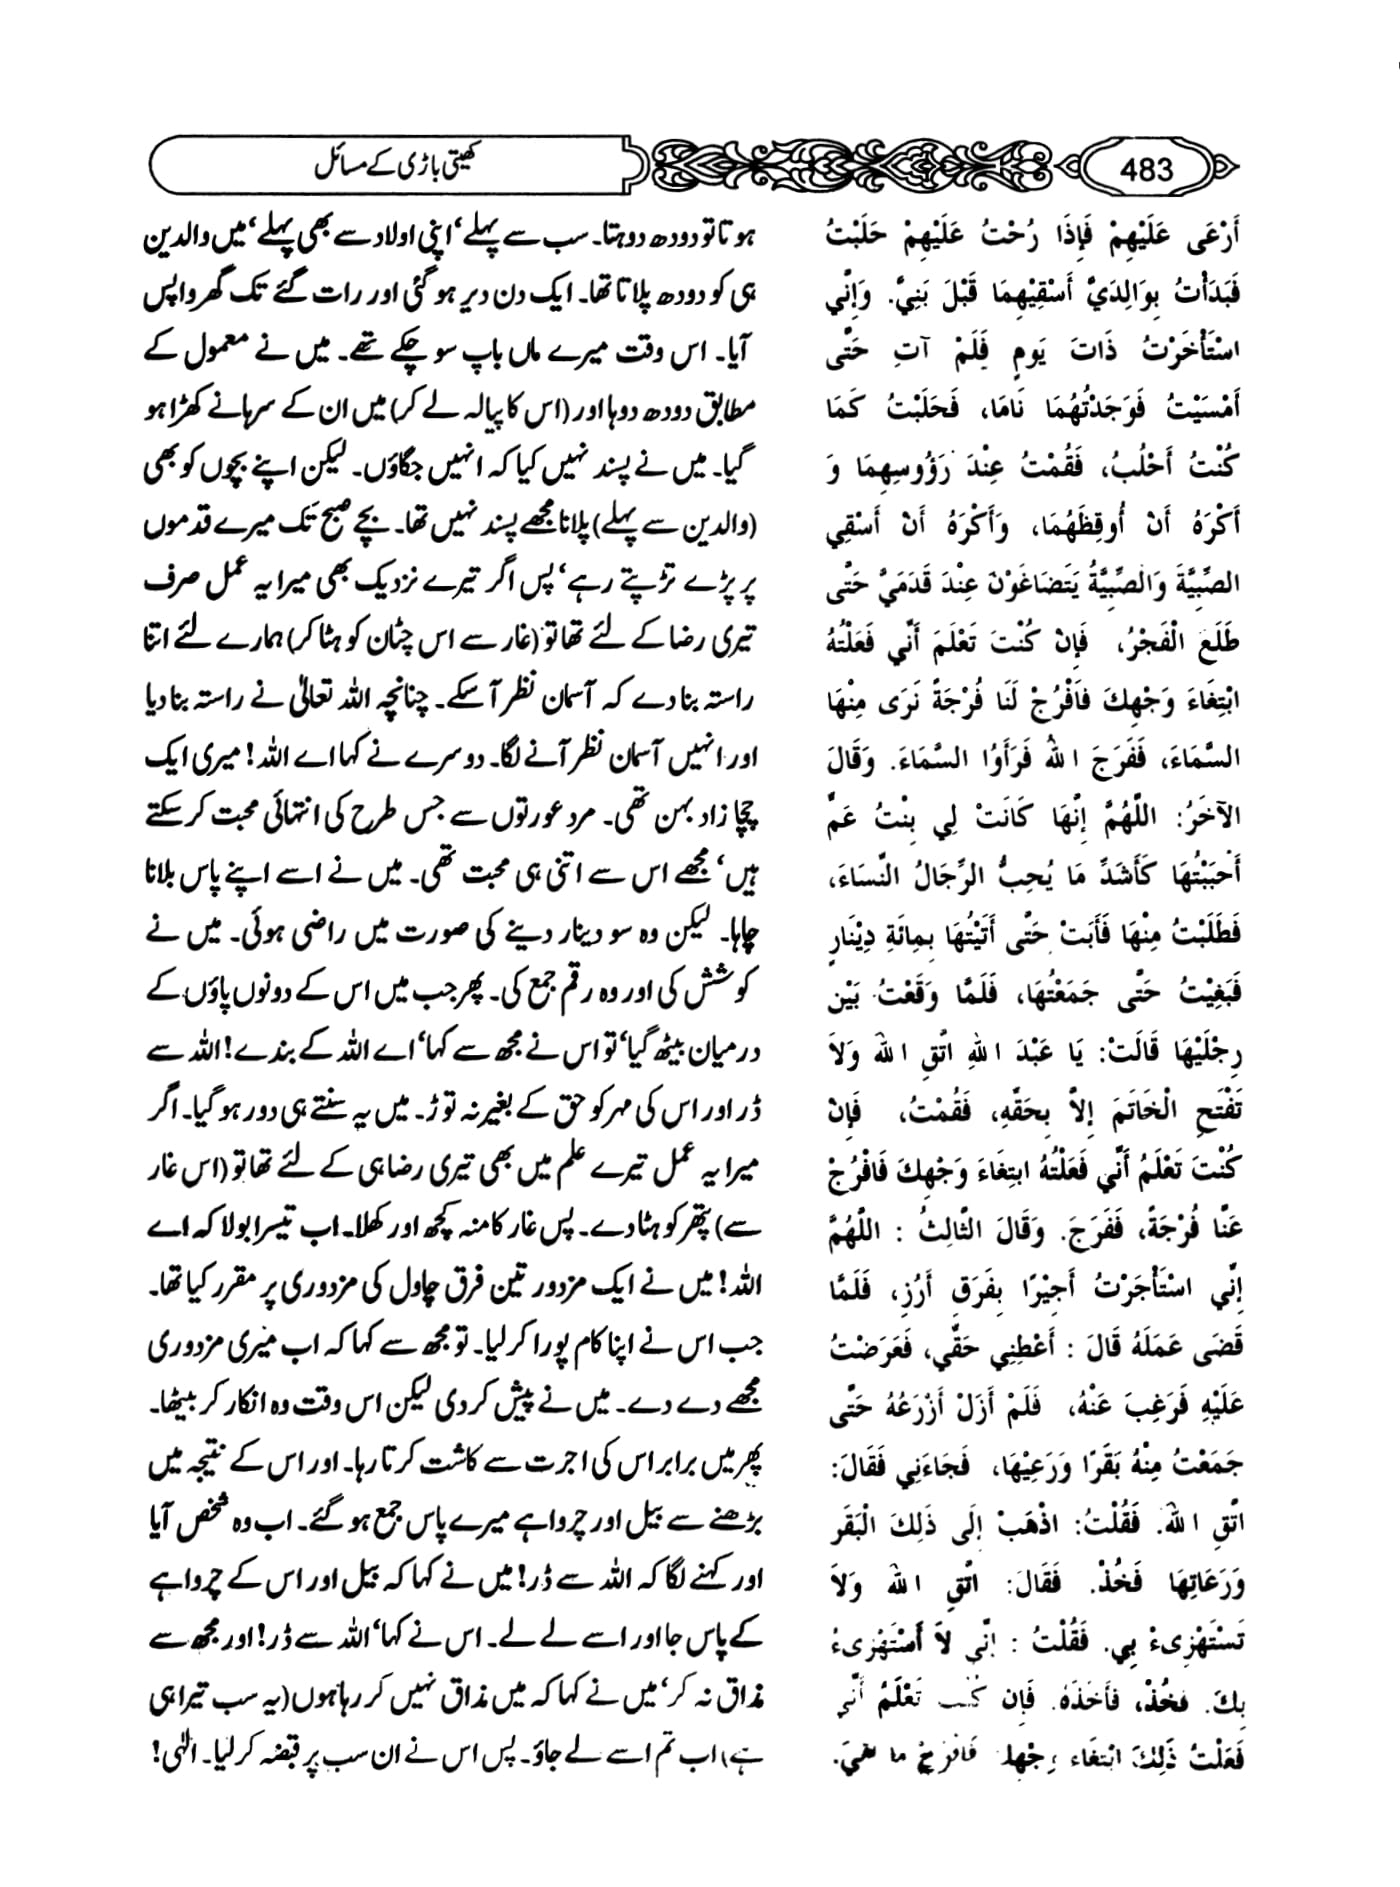 483
کھیتی باڑی کے مسائل
أَرْعَى عَلَيْهِمْ فَإِذَا رُحْتُ عَلَيْهِمْ حَلَبْتُ
فَبَدَأْتُ بِوَالِدَيَّ أَسْقِيْهِمَا قَبْلَ بَنِيَّ. وَإِنِّي
اسْتَأْخَرْتُ ذَاتَ يَومٍ فَلَمْ آتِ حَتَّى
أَمْسَيْتُ فَوَجَدْتُهُمَا نَامَا، فَحَلَبْتُ كَمَا
كُنْتُ أَحْلُبُ، فَقُمْتُ عِنْدَ رَؤُوسِهِمَا وَ
أَكْرَهُ أَنْ أُوقِظَهُمَا، وَأَكْرَهُ أَنْ أَسْقِي
الصِّبِيَّةَ وَالصِّبِيَّةُ يَتَضَاغَوْنَ عِنْدَ قَدَمَيَّ حَتَّى
طَلَعَ الْفَجْرُ، فَإِنْ كُنْتَ تَعْلَمَ أَنِّي فَعَلْتُهُ
ابْتِغَاءَ وَجْهِكَ فَافْرُجْ لَنَا فُرْجَةً نَرَى مِنْهَا
السَّمَاءَ، فَفَرَجَ اللهُ فَرَأَوُا السَّمَاءَ. وَقَالَ
الآخَرُ: اللَّهُمَّ إِنَّهَا كَانَتْ لِي بِنْتُ عَمٍّ
أَحْبَبْتُهَا كَأَشَدِّ مَا يُحِبُّ الرِّجَالُ النِّسَاءَ،
فَطَلَبْتُ مِنْهَا فَأَبَتْ حَتَّى أَتَيْتُهَا بِمِائَةِ دِيْنَارٍ
فَبَغِيْتُ حَتَّى جَمَعْتُهَا، فَلَمَّا وَقَعْتُ بَيْن
رِجْلَيْهَا قَالَتْ: يَا عَبْدَ اللهِ اتَّقِ اللهَ وَلاَ
تَفْتَحِ الْخَاتَمَ إِلاَّ بِحَقِّهِ، فَقُمْتُ، فَإِنْ
كُنْتَ تَعْلَمُ أَنِّي فَعَلْتُهُ ابتِغَاءَ وَجْهِكَ فَافْرُجْ
عَنَّا فُرْجَةً، فَفَرَجَ. وَقَالَ الثَّالِثُ : اللَّهُمَّ
إِنِّي اسْتَأْجَرْتُ أَجِيْرًا بِفَرَقِ أَرُزٍ، فَلَمَّا
قَضَى عَمَلَهُ قَالَ : أَعْطِنِي حَقِّي، فَعَرَضْتُ
عَلَيْهِ فَرَغِبَ عَنْهُ، فَلَمْ أَزَلْ أَزْرَعُهُ حَتَّى
جَمَعْتُ مِنْهُ بَقَرًا وَرَعِيْهَا، فَجَاءَنِي فَقَالَ:
اتَّقِ اللهَ. فَقُلْتُ: اذْهَبْ إِلَى ذَلِكَ الْبَقَرِ
وَرَعَاتِهَا فَخُذْ. فَقَالَ: اتَّقِ اللهَ وَلاَ
تَسْتَهْزِىءْ بِي. فَقُلْتُ : إِنِّي لاَ أَسْتَهْزِىءُ
بِكَ. فَخُذْ، فَأَخَذَهُ. فَإِن كُنْتَ تَعْلَمُ أَنِّي
فَعَلْتُ ذَلِكَ ابْتِغَاء وَجْهِكَ فَافْرُجْ مَا بَقِيَ.
ہوتا تو دودھ دوہتا۔ سب سے پہلے‘ اپنی اولاد سے بھی پہلے‘ میں والدین
ہی کو دودھ پلاتا تھا۔ ایک دن دیر ہو گئی اور رات گئے تک گھر واپس
آیا۔ اس وقت میرے ماں باپ سو چکے تھے۔ میں نے معمول کے
مطابق دودھ دوہا اور (اس کا پیالہ لے کر) میں ان کے سرہانے کھڑا ہو
گیا۔ میں نے پسند نہیں کیا کہ انہیں جگاؤں۔ لیکن اپنے بچوں کو بھی
(والدین سے پہلے) پلانا مجھے پسند نہیں تھا۔ بچے صبح تک میرے قدموں
پر پڑے تڑپتے رہے‘ پس اگر تیرے نزدیک بھی میرا یہ عمل صرف
تیری رضا کے لئے تھا تو (غار سے اس چٹان کو ہٹا کر) ہمارے لئے اتنا
راستہ بنا دے کہ آسمان نظر آ سکے۔ چنانچہ اللہ تعالیٰ نے راستہ بنا دیا
اور انہیں آسمان نظر آنے لگا۔ دوسرے نے کہا اے اللہ! میری ایک
چچا زاد بہن تھی۔ مرد عورتوں سے جس طرح کی انتہائی محبت کر سکتے
ہیں‘ مجھے اس سے اتنی ہی محبت تھی۔ میں نے اسے اپنے پاس بلانا
چاہا۔ لیکن وہ سو دینار دینے کی صورت میں راضی ہوئی۔ میں نے
کوشش کی اور وہ رقم جمع کی۔ پھر جب میں اس کے دونوں پاؤں کے
درمیان بیٹھ گیا‘ تو اس نے مجھ سے کہا‘ اے اللہ کے بندے! اللہ سے
ڈر اور اس کی مہر کو حق کے بغیر نہ توڑ۔ میں یہ سنتے ہی دور ہو گیا۔ اگر
میرا یہ عمل تیرے علم میں بھی تیری رضا ہی کے لئے تھا تو (اس غار
سے) پتھر کو ہٹا دے۔ پس غار کا منہ کچھ اور کھلا۔ اب تیسرا بولا کہ اے
اللہ! میں نے ایک مزدور تین فرق چاول کی مزدوری پر مقرر کیا تھا۔
جب اس نے اپنا کام پورا کر لیا۔ تو مجھ سے کہا کہ اب میری مزدوری
مجھے دے دے۔ میں نے پیش کر دی لیکن اس وقت وہ انکار کر بیٹھا۔
پھر میں برابر اس کی اجرت سے کاشت کرتا رہا۔ اور اس کے نتیجہ میں
بڑھنے سے بیل اور چرواہے میرے پاس جمع ہو گئے۔ اب وہ شخص آیا
اور کہنے لگا کہ اللہ سے ڈر! میں نے کہا کہ بیل اور اس کے چرواہے
کے پاس جا اور اسے لے لے۔ اس نے کہا‘ اللہ سے ڈر! اور مجھ سے
مذاق نہ کر‘ میں نے کہا کہ میں مذاق نہیں کر رہا ہوں (یہ سب تیرا ہی
ہے) اب تم اسے لے جاؤ۔ پس اس نے ان سب پر قبضہ کر لیا۔ الٰہی!